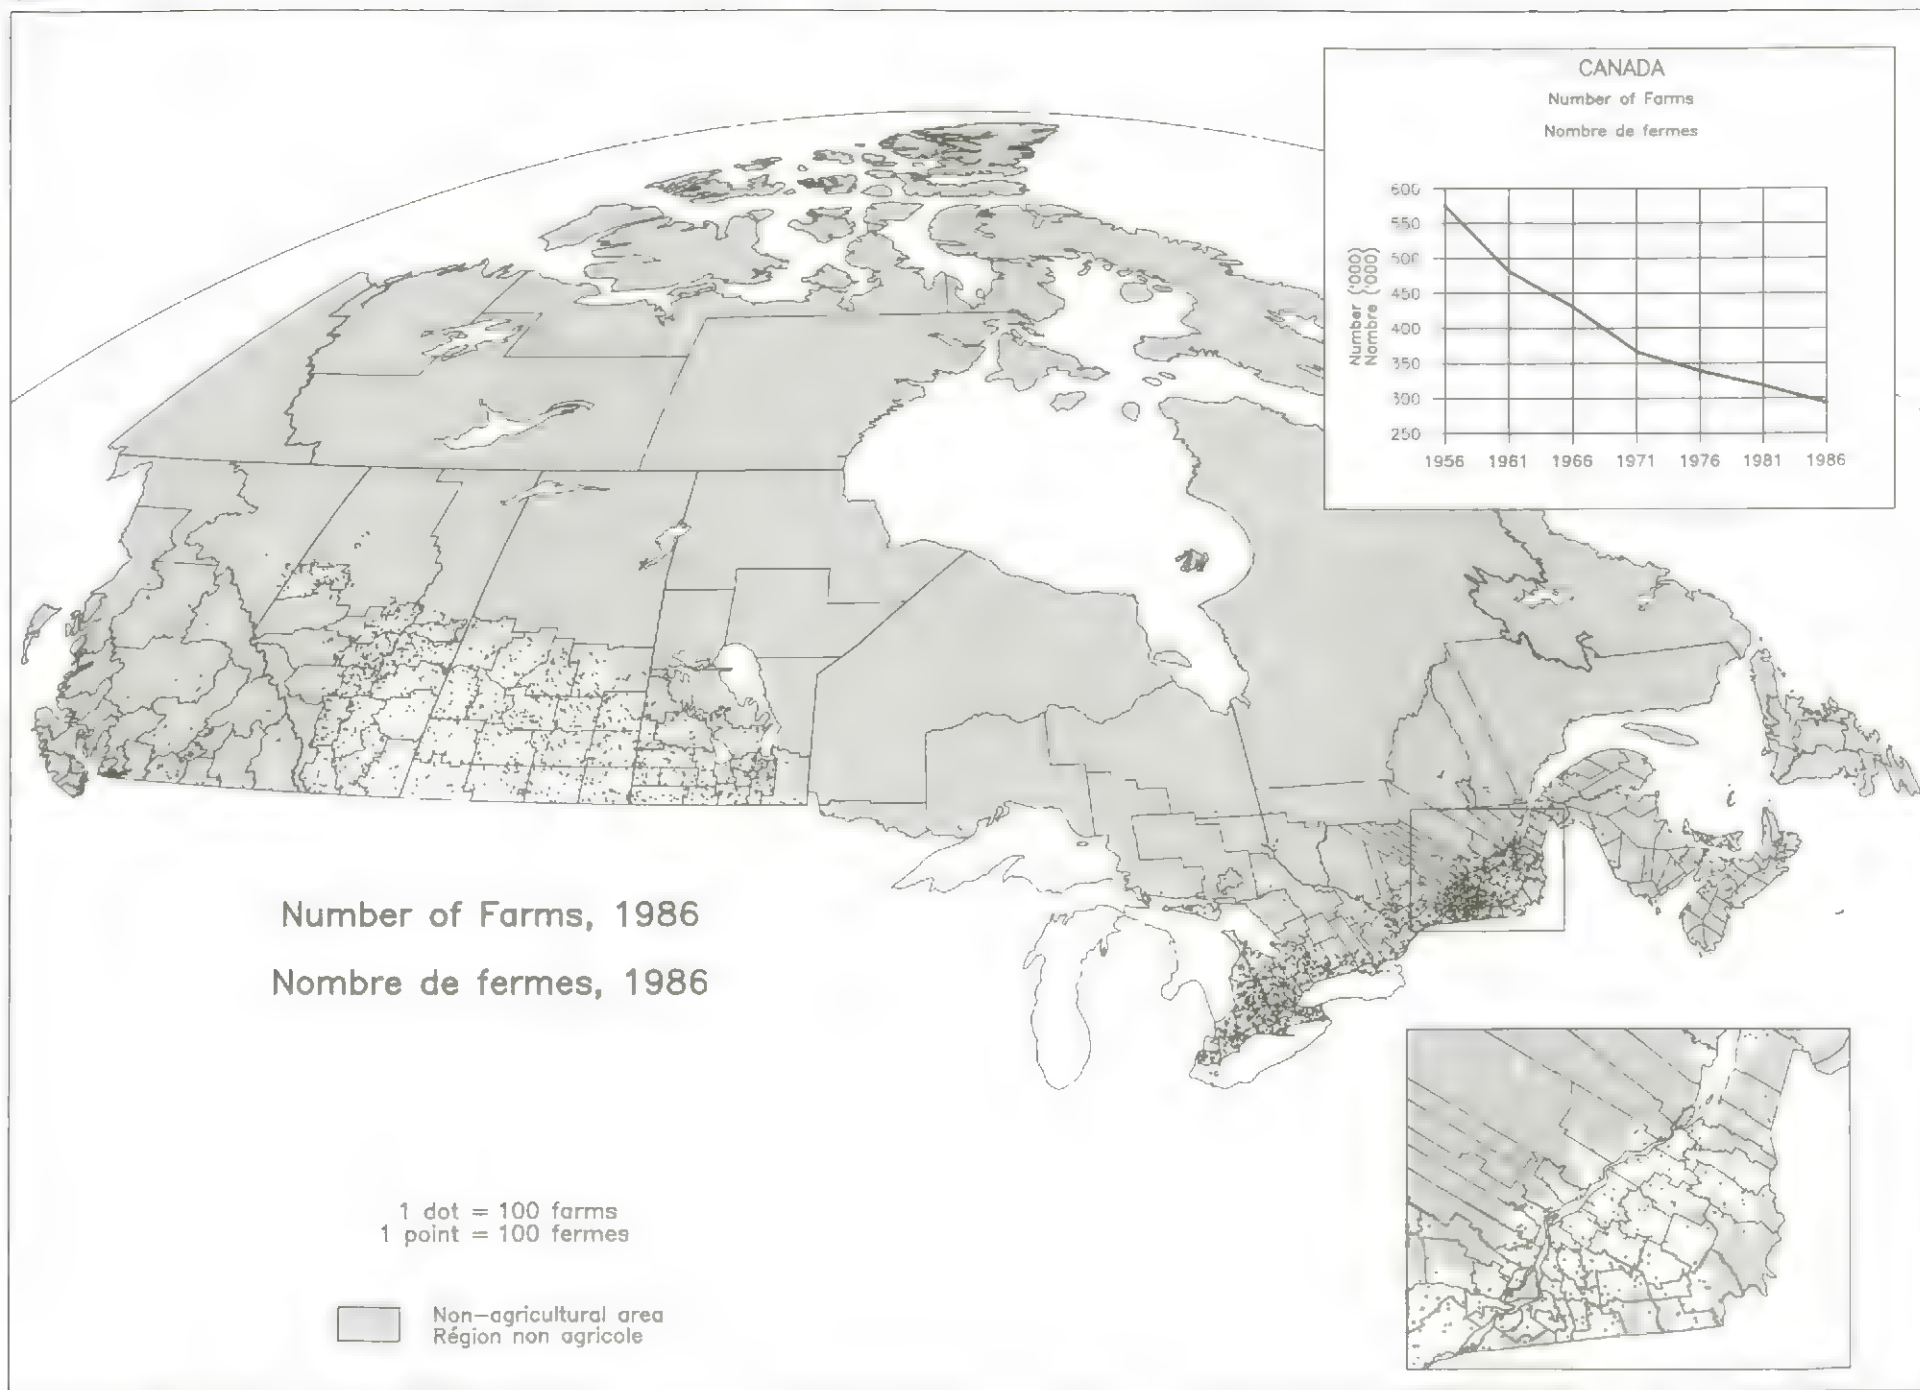 CANADA
Number of Farms
Nombre de fermes
Number ('000)
Nombre ('000)
600
550
500
450
400
350
300
250
1956 1961 1966 1971 1976 1981 1986
Number of Farms, 1986
Nombre de fermes, 1986
1 dot = 100 farms
1 point = 100 fermes
Non-agricultural area
Région non agricole